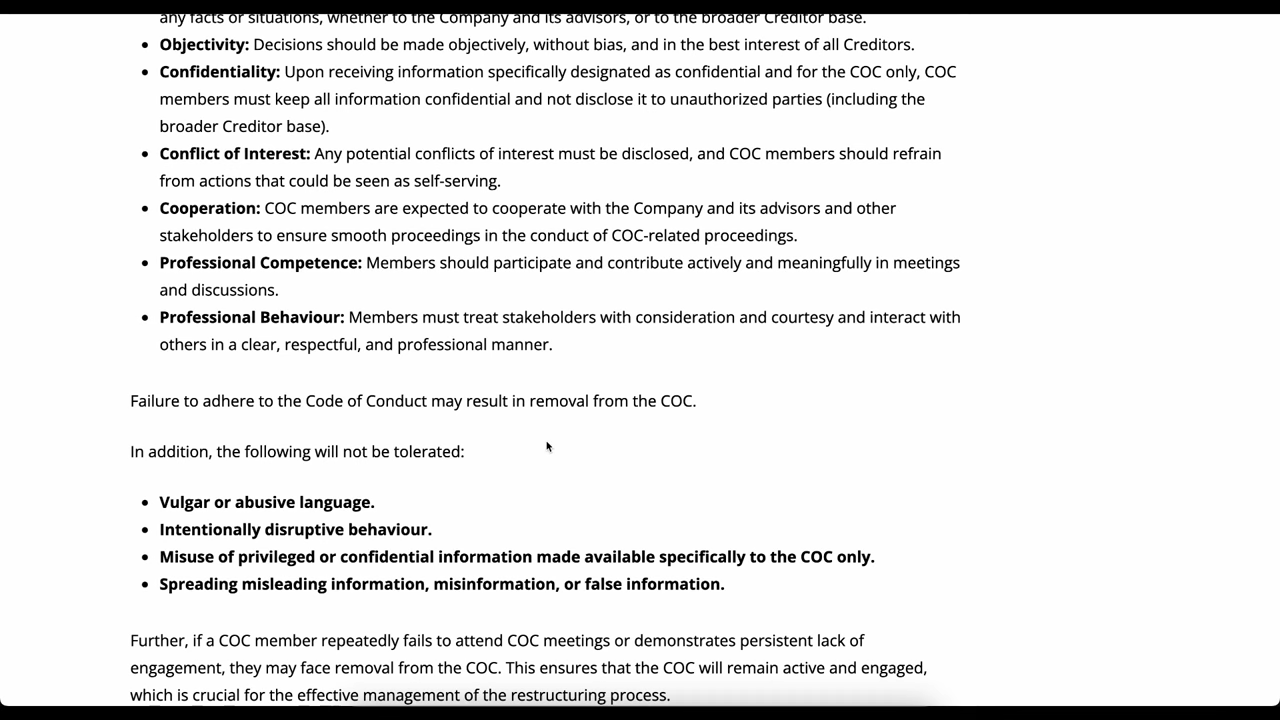 any facts or situations, whether to the Company and its advisors, or to the broader Creditor base.
• Objectivity: Decisions should be made objectively, without bias, and in the best interest of all Creditors.
• Confidentiality: Upon receiving information specifically designated as confidential and for the COC only, COC
members must keep all information confidential and not disclose it to unauthorized parties (including the
broader Creditor base).
• Conflict of Interest: Any potential conflicts of interest must be disclosed, and COC members should refrain
from actions that could be seen as self-serving.
• Cooperation: COC members are expected to cooperate with the Company and its advisors and other
stakeholders to ensure smooth proceedings in the conduct of COC-related proceedings.
• Professional Competence: Members should participate and contribute actively and meaningfully in meetings
and discussions.
• Professional Behaviour: Members must treat stakeholders with consideration and courtesy and interact with
others in a clear, respectful, and professional manner.
Failure to adhere to the Code of Conduct may result in removal from the COC.
In addition, the following will not be tolerated:
• Vulgar or abusive language.
• Intentionally disruptive behaviour.
• Misuse of privileged or confidential information made available specifically to the COC only.
• Spreading misleading information, misinformation, or false information.
Further, if a COC member repeatedly fails to attend COC meetings or demonstrates persistent lack of
engagement, they may face removal from the COC. This ensures that the COC will remain active and engaged,
which is crucial for the effective management of the restructuring process.